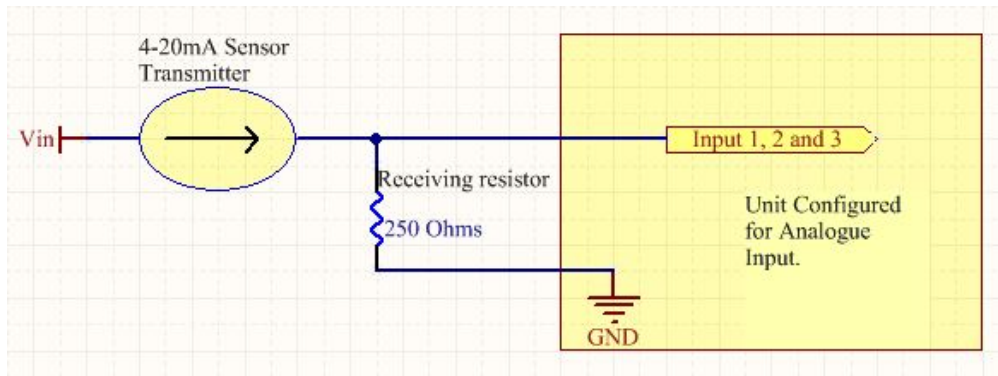 4-20mA Sensor
Transmitter
Vin
Input 1, 2 and 3
Receiving resistor
250 Ohms
Unit Configured
for Analogue
Input.
GND